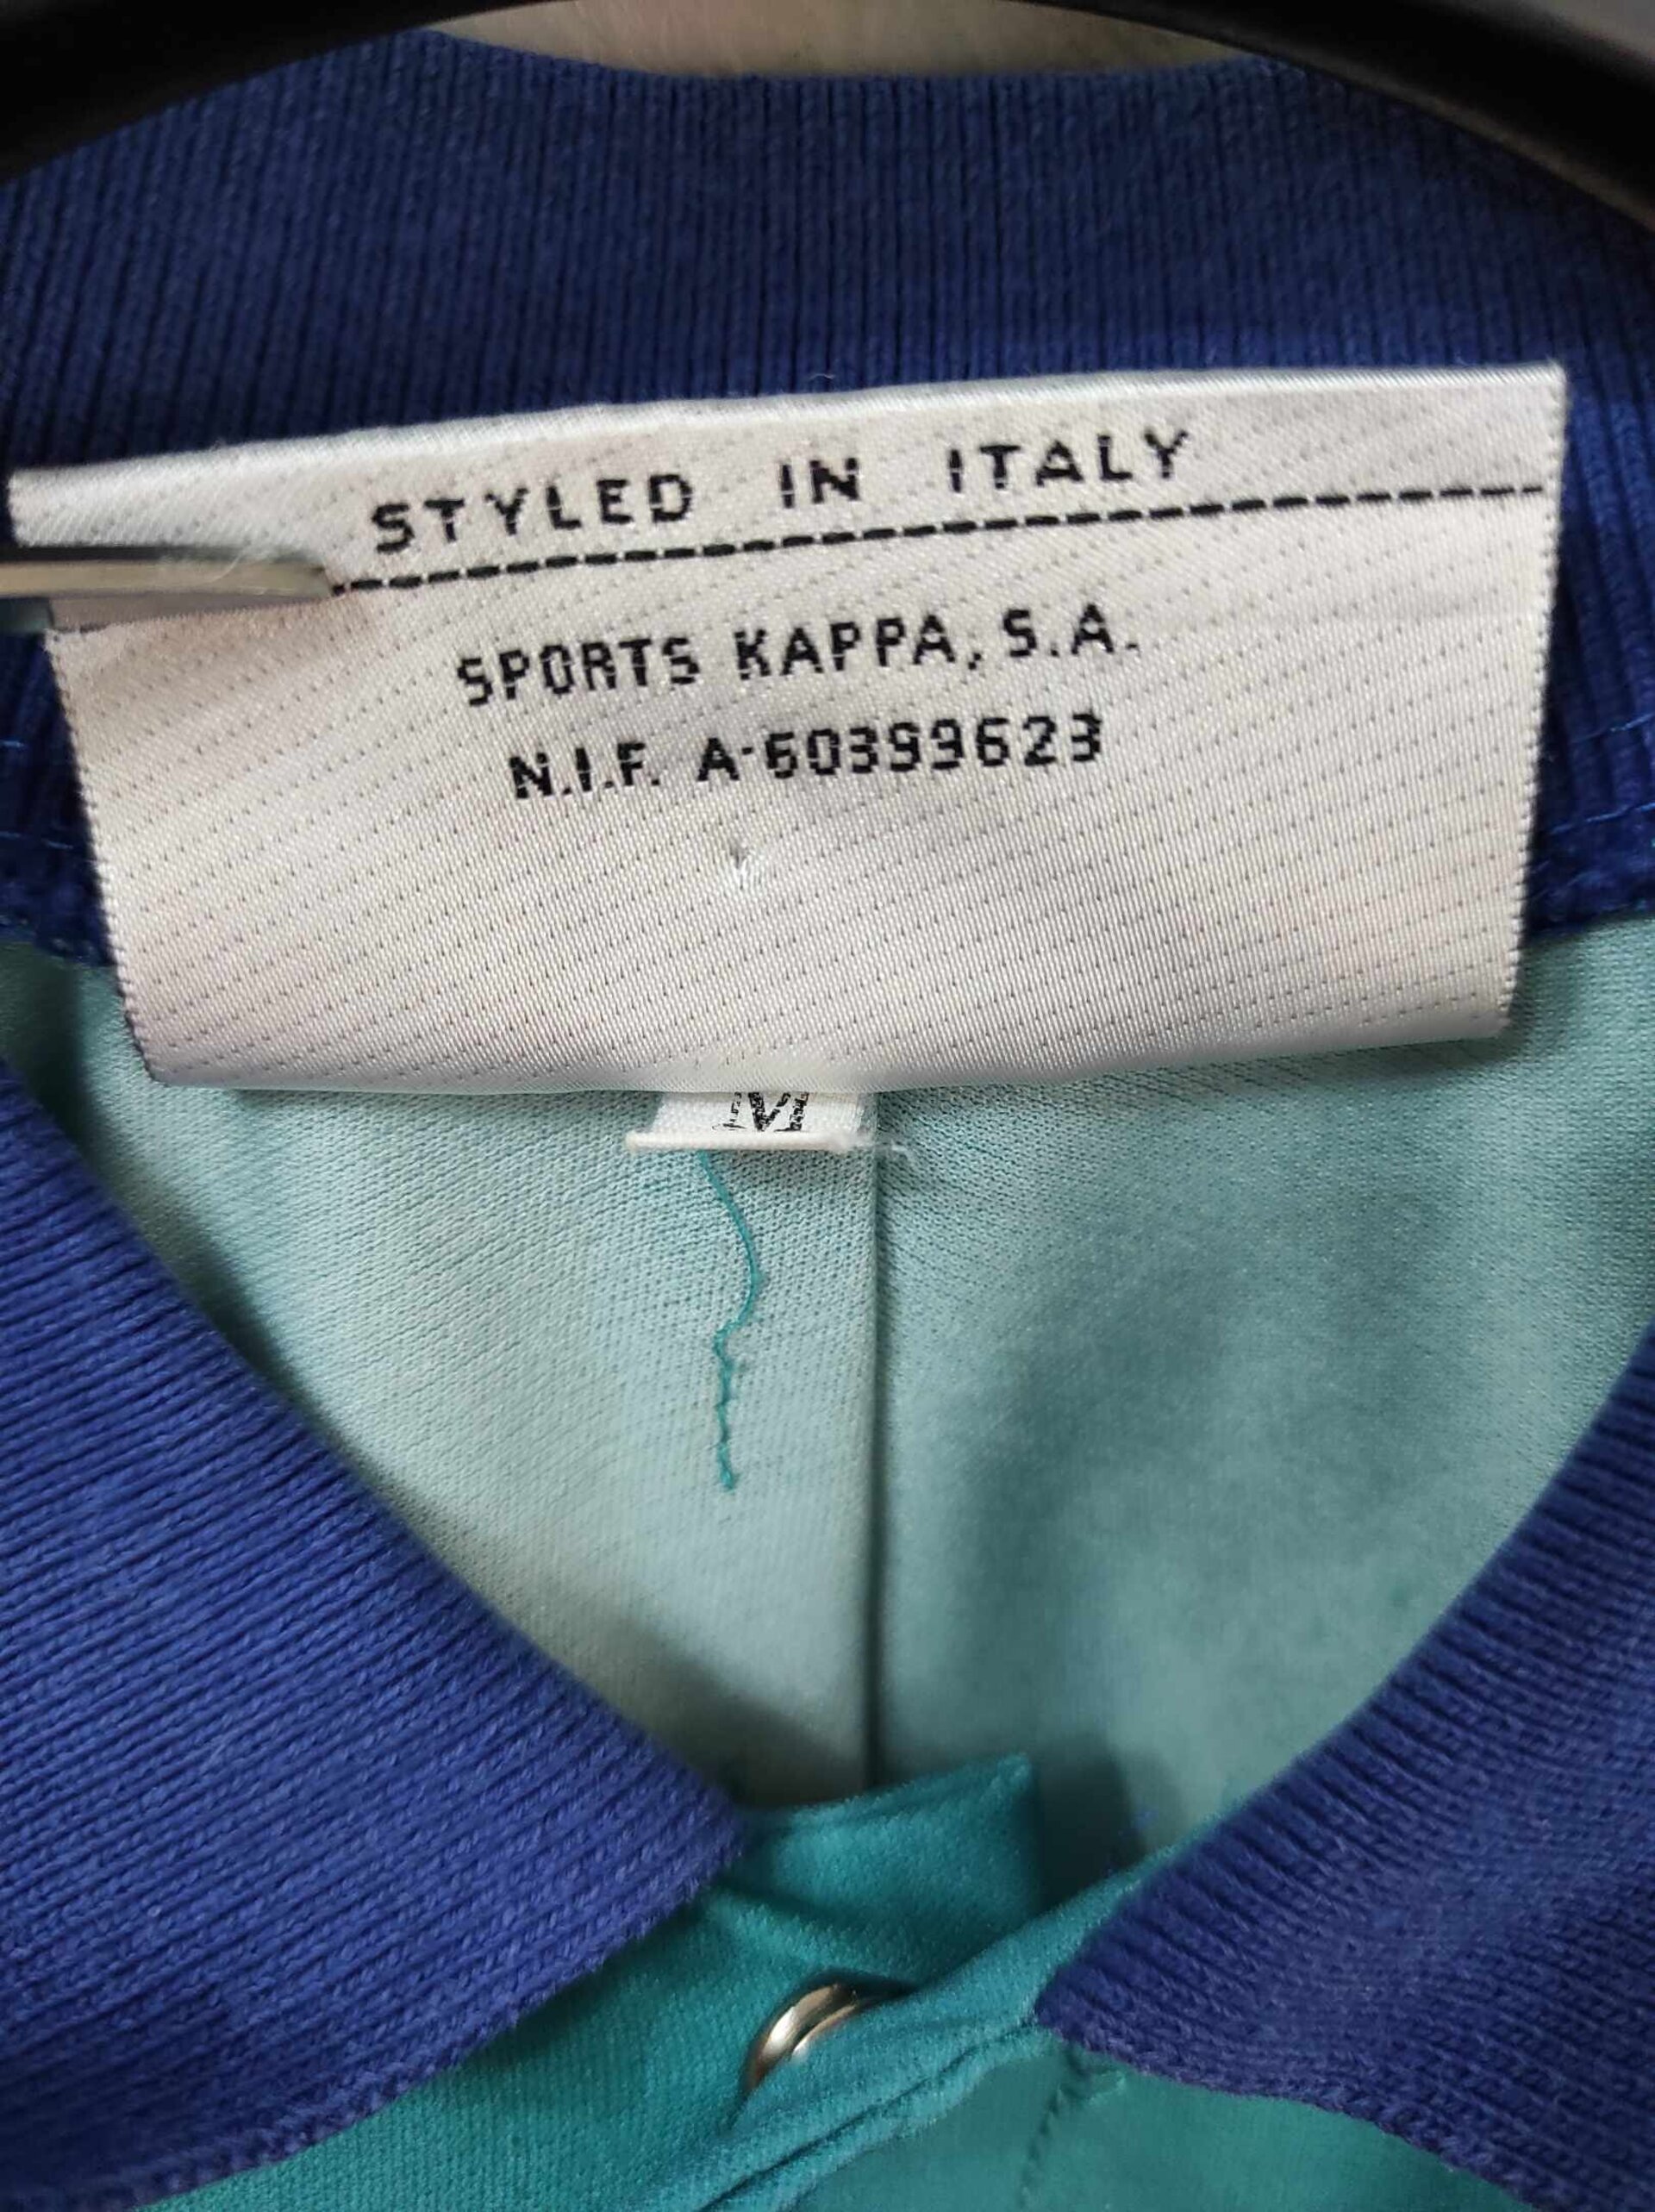 STYLED IN ITALY
SPORTS KAPPA, S.A.
N.I.F. A-60399623
M